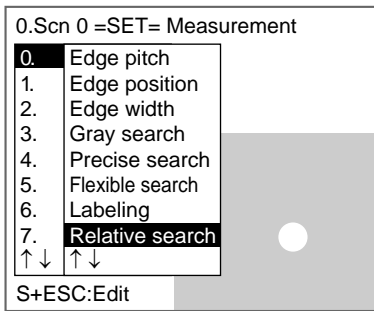 0.Scn 0 =SET= Measurement
0. Edge pitch
1. Edge position
2. Edge width
3. Gray search
4. Precise search
5. Flexible search
6. Labeling
7. Relative search
↑↓ ↑↓
S+ESC:Edit